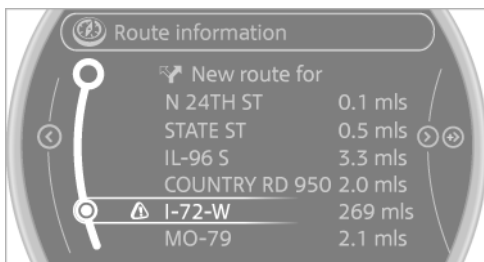 Route information
New route for
N 24TH ST 0.1 mls
STATE ST 0.5 mls
IL-96 S 3.3 mls
COUNTRY RD 950 2.0 mls
I-72-W 269 mls
MO-79 2.1 mls